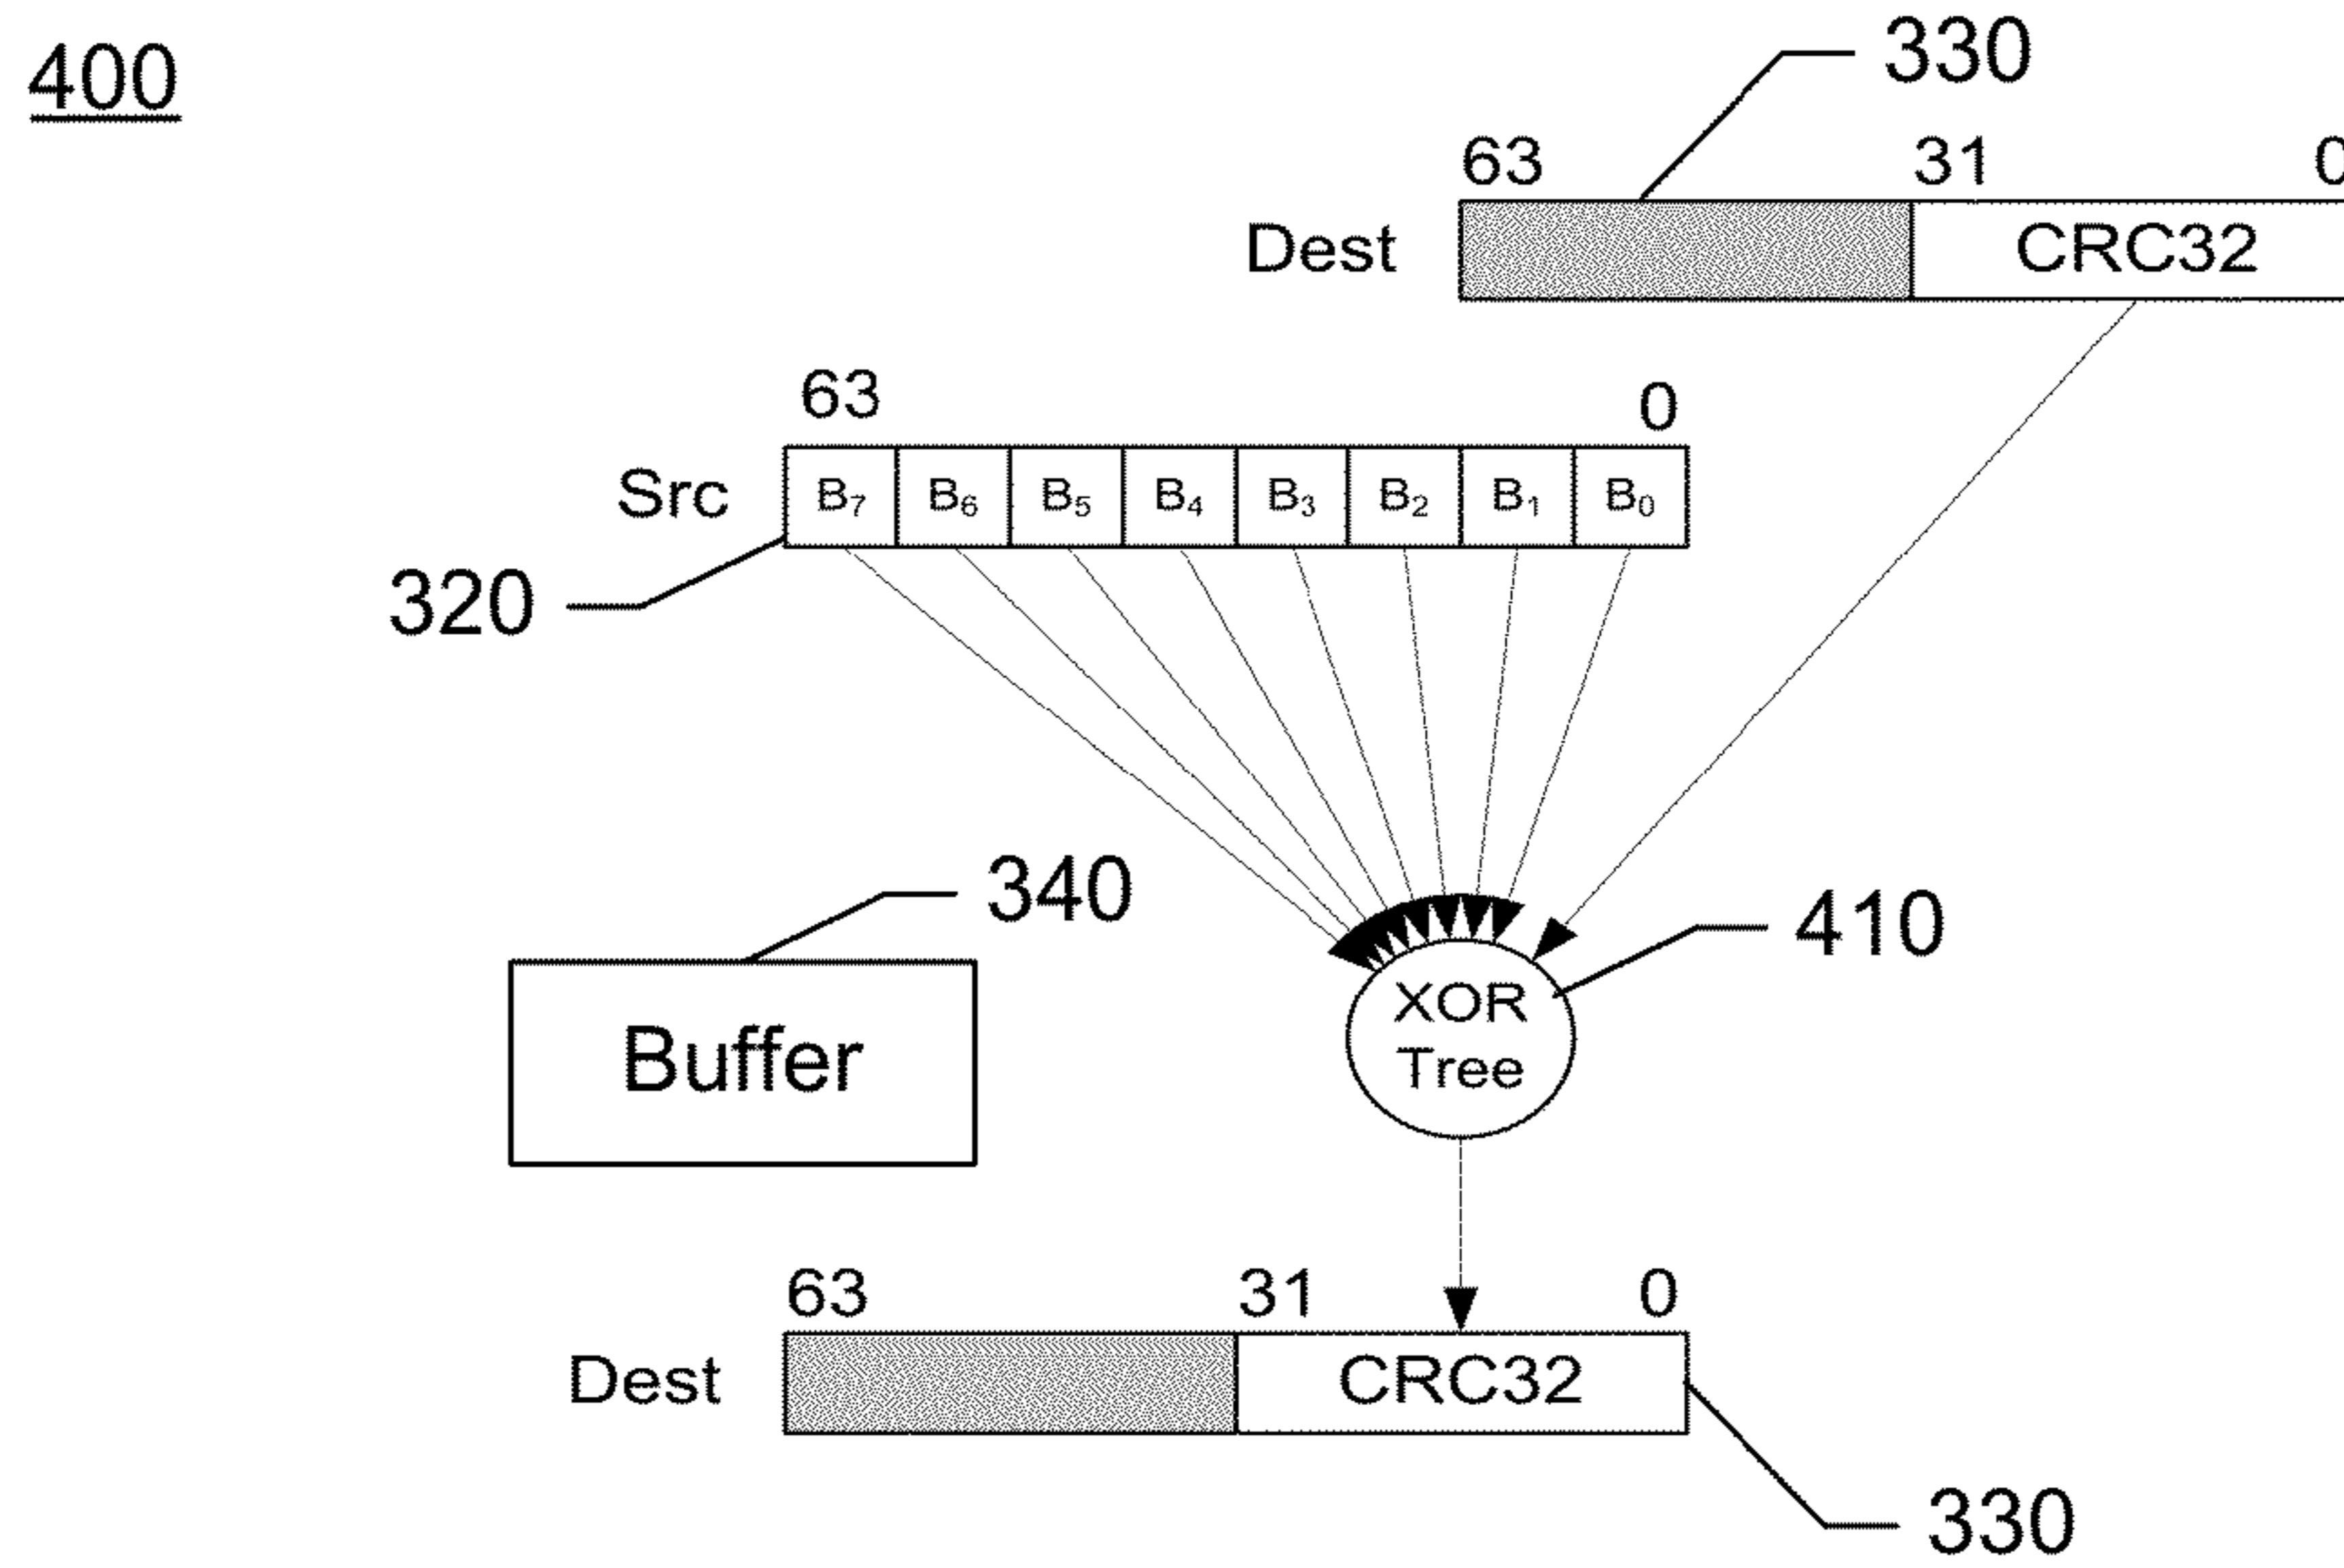 400
330
63 31 0
Dest CRC32
63 0
Src B₇ B₆ B₅ B₄ B₃ B₂ B₁ B₀
320
340
410
XOR
Tree
Buffer
63 31 0
Dest CRC32
330